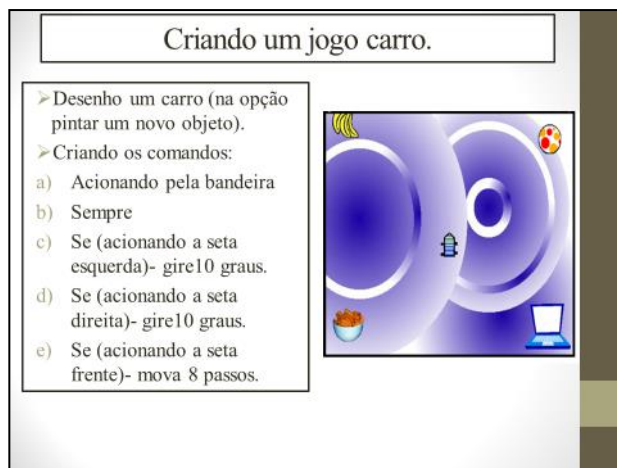 Criando um jogo carro.
➢Desenho um carro (na opção
pintar um novo objeto).
➢Criando os comandos:
a) Acionando pela bandeira
b) Sempre
c) Se (acionando a seta
esquerda)- gire10 graus.
d) Se (acionando a seta
direita)- gire10 graus.
e) Se (acionando a seta
frente)- mova 8 passos.